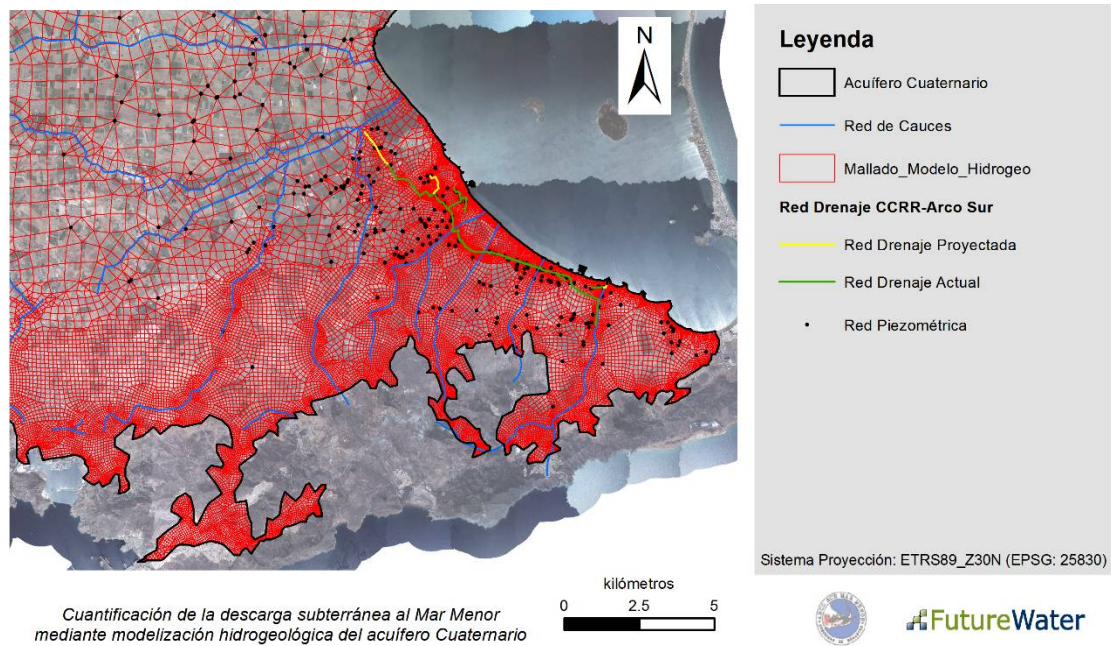 N
Leyenda
Acuífero Cuaternario
Red de Cauces
Mallado_Modelo_Hidrogeo
Red Drenaje CCRR-Arco Sur
Red Drenaje Proyectada
Red Drenaje Actual
Red Piezométrica
Sistema Proyección: ETRS89_Z30N (EPSG: 25830)
Cuantificación de la descarga subterránea al Mar Menor
mediante modelización hidrogeológica del acuífero Cuaternario
kilómetros
0 2.5 5
FutureWater